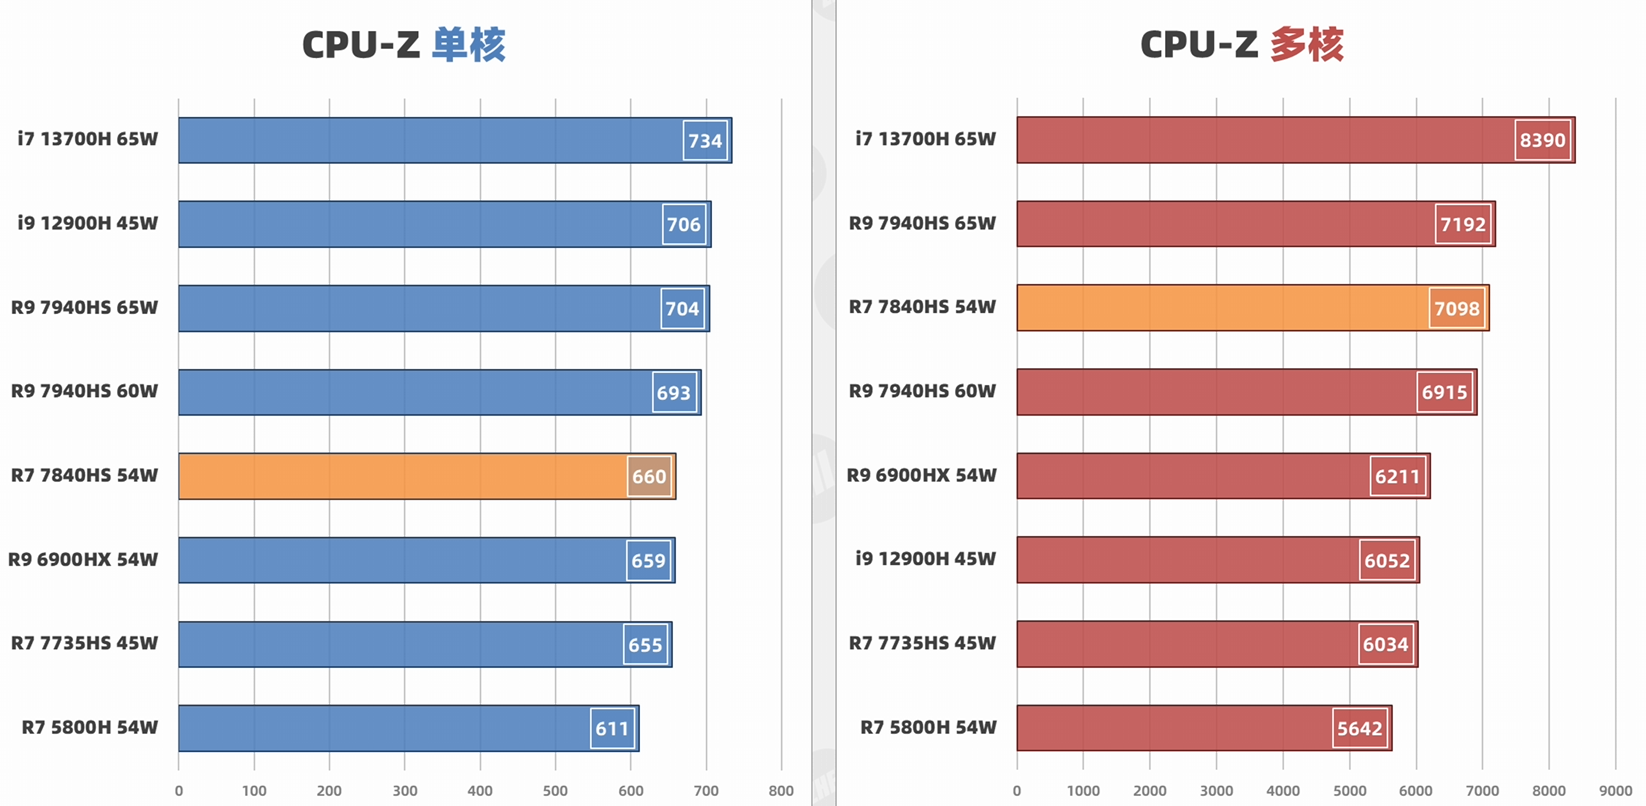 CPU-Z 单核
i7 13700H 65W 734
i9 12900H 45W 706
R9 7940HS 65W 704
R9 7940HS 60W 693
R7 7840HS 54W 660
R9 6900HX 54W 659
R7 7735HS 45W 655
R7 5800H 54W 611
0 100 200 300 400 500 600 700 800
CPU-Z 多核
i7 13700H 65W 8390
R9 7940HS 65W 7192
R7 7840HS 54W 7098
R9 7940HS 60W 6915
R9 6900HX 54W 6211
i9 12900H 45W 6052
R7 7735HS 45W 6034
R7 5800H 54W 5642
0 1000 2000 3000 4000 5000 6000 7000 8000 9000